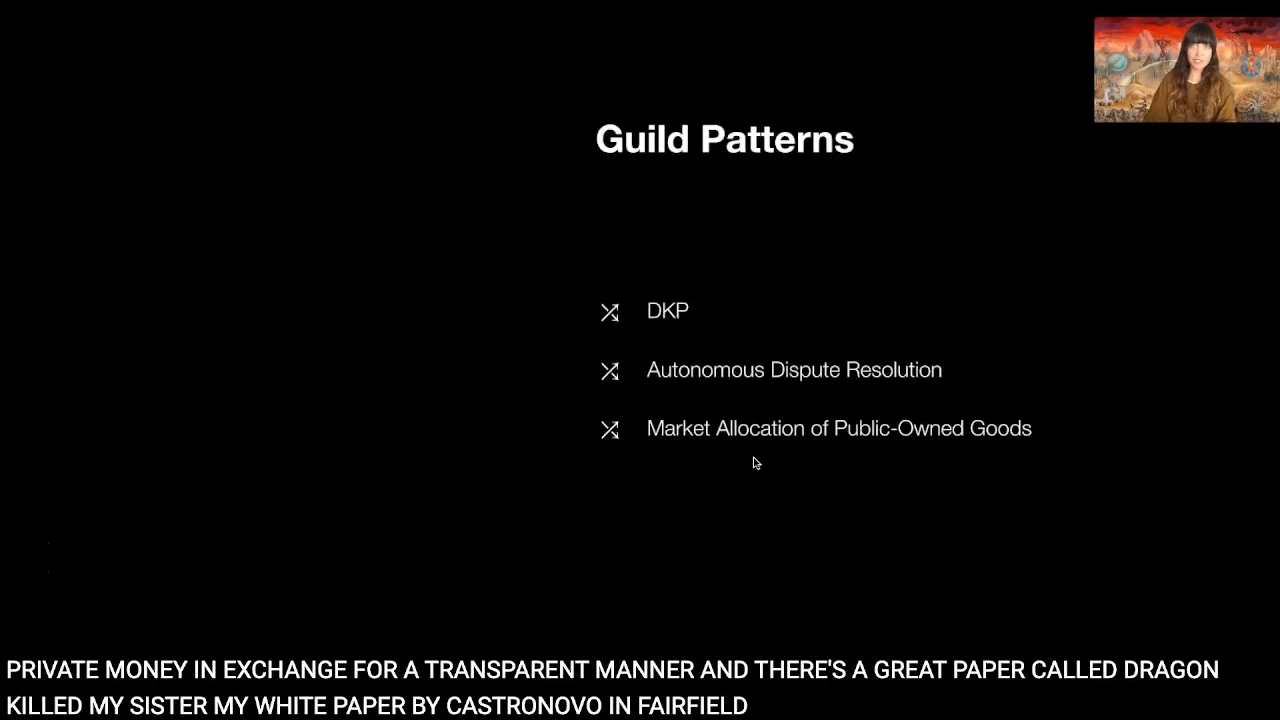 Guild Patterns
DKP
Autonomous Dispute Resolution
Market Allocation of Public-Owned Goods
PRIVATE MONEY IN EXCHANGE FOR A TRANSPARENT MANNER AND THERE'S A GREAT PAPER CALLED DRAGON
KILLED MY SISTER MY WHITE PAPER BY CASTRONOVO IN FAIRFIELD